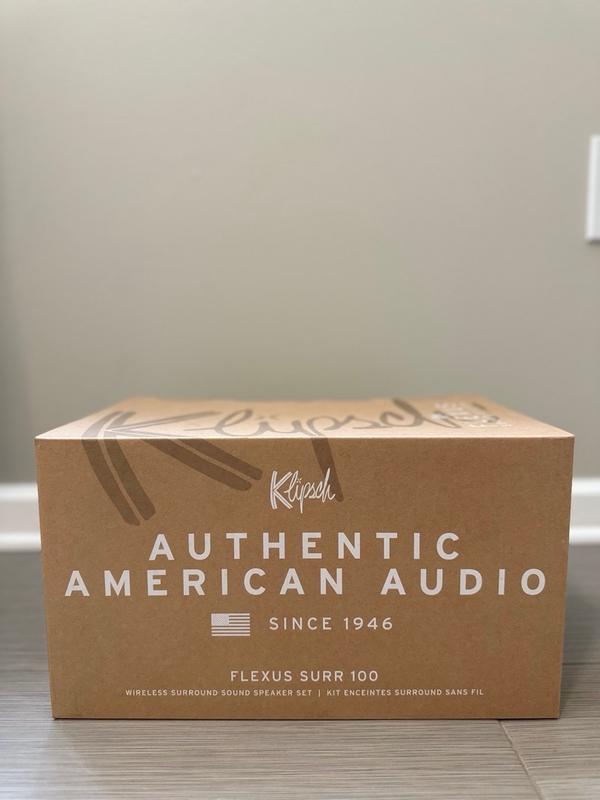 Klipsch
Klipsch
AUTHENTIC
AMERICAN AUDIO
SINCE 1946
FLEXUS SURR 100
WIRELESS SURROUND SOUND SPEAKER SET | KIT ENCEINTES SURROUND SANS FIL